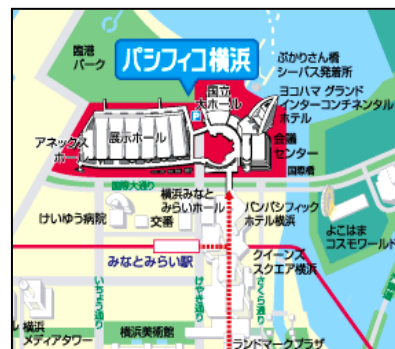 臨港
パーク
パシフィコ横浜
ぷかりさん橋
シーバス発着所
国立
大ホール
ヨコハマ グランド
インターコンチネンタル
ホテル
P
アネックス
ホール
展示ホール
会議
センター
国際橋
国際大通り
横浜みなと
みらいホール
けいゆう病院
交番
パンパシフィック
ホテル横浜
よこはま
コスモワールド
みなとみらい駅
クイーンズ
スクエア横浜
いちょう通り
けやき通り
さくら通り
横浜
メディアタワー
横浜美術館
ランドマークプラザ